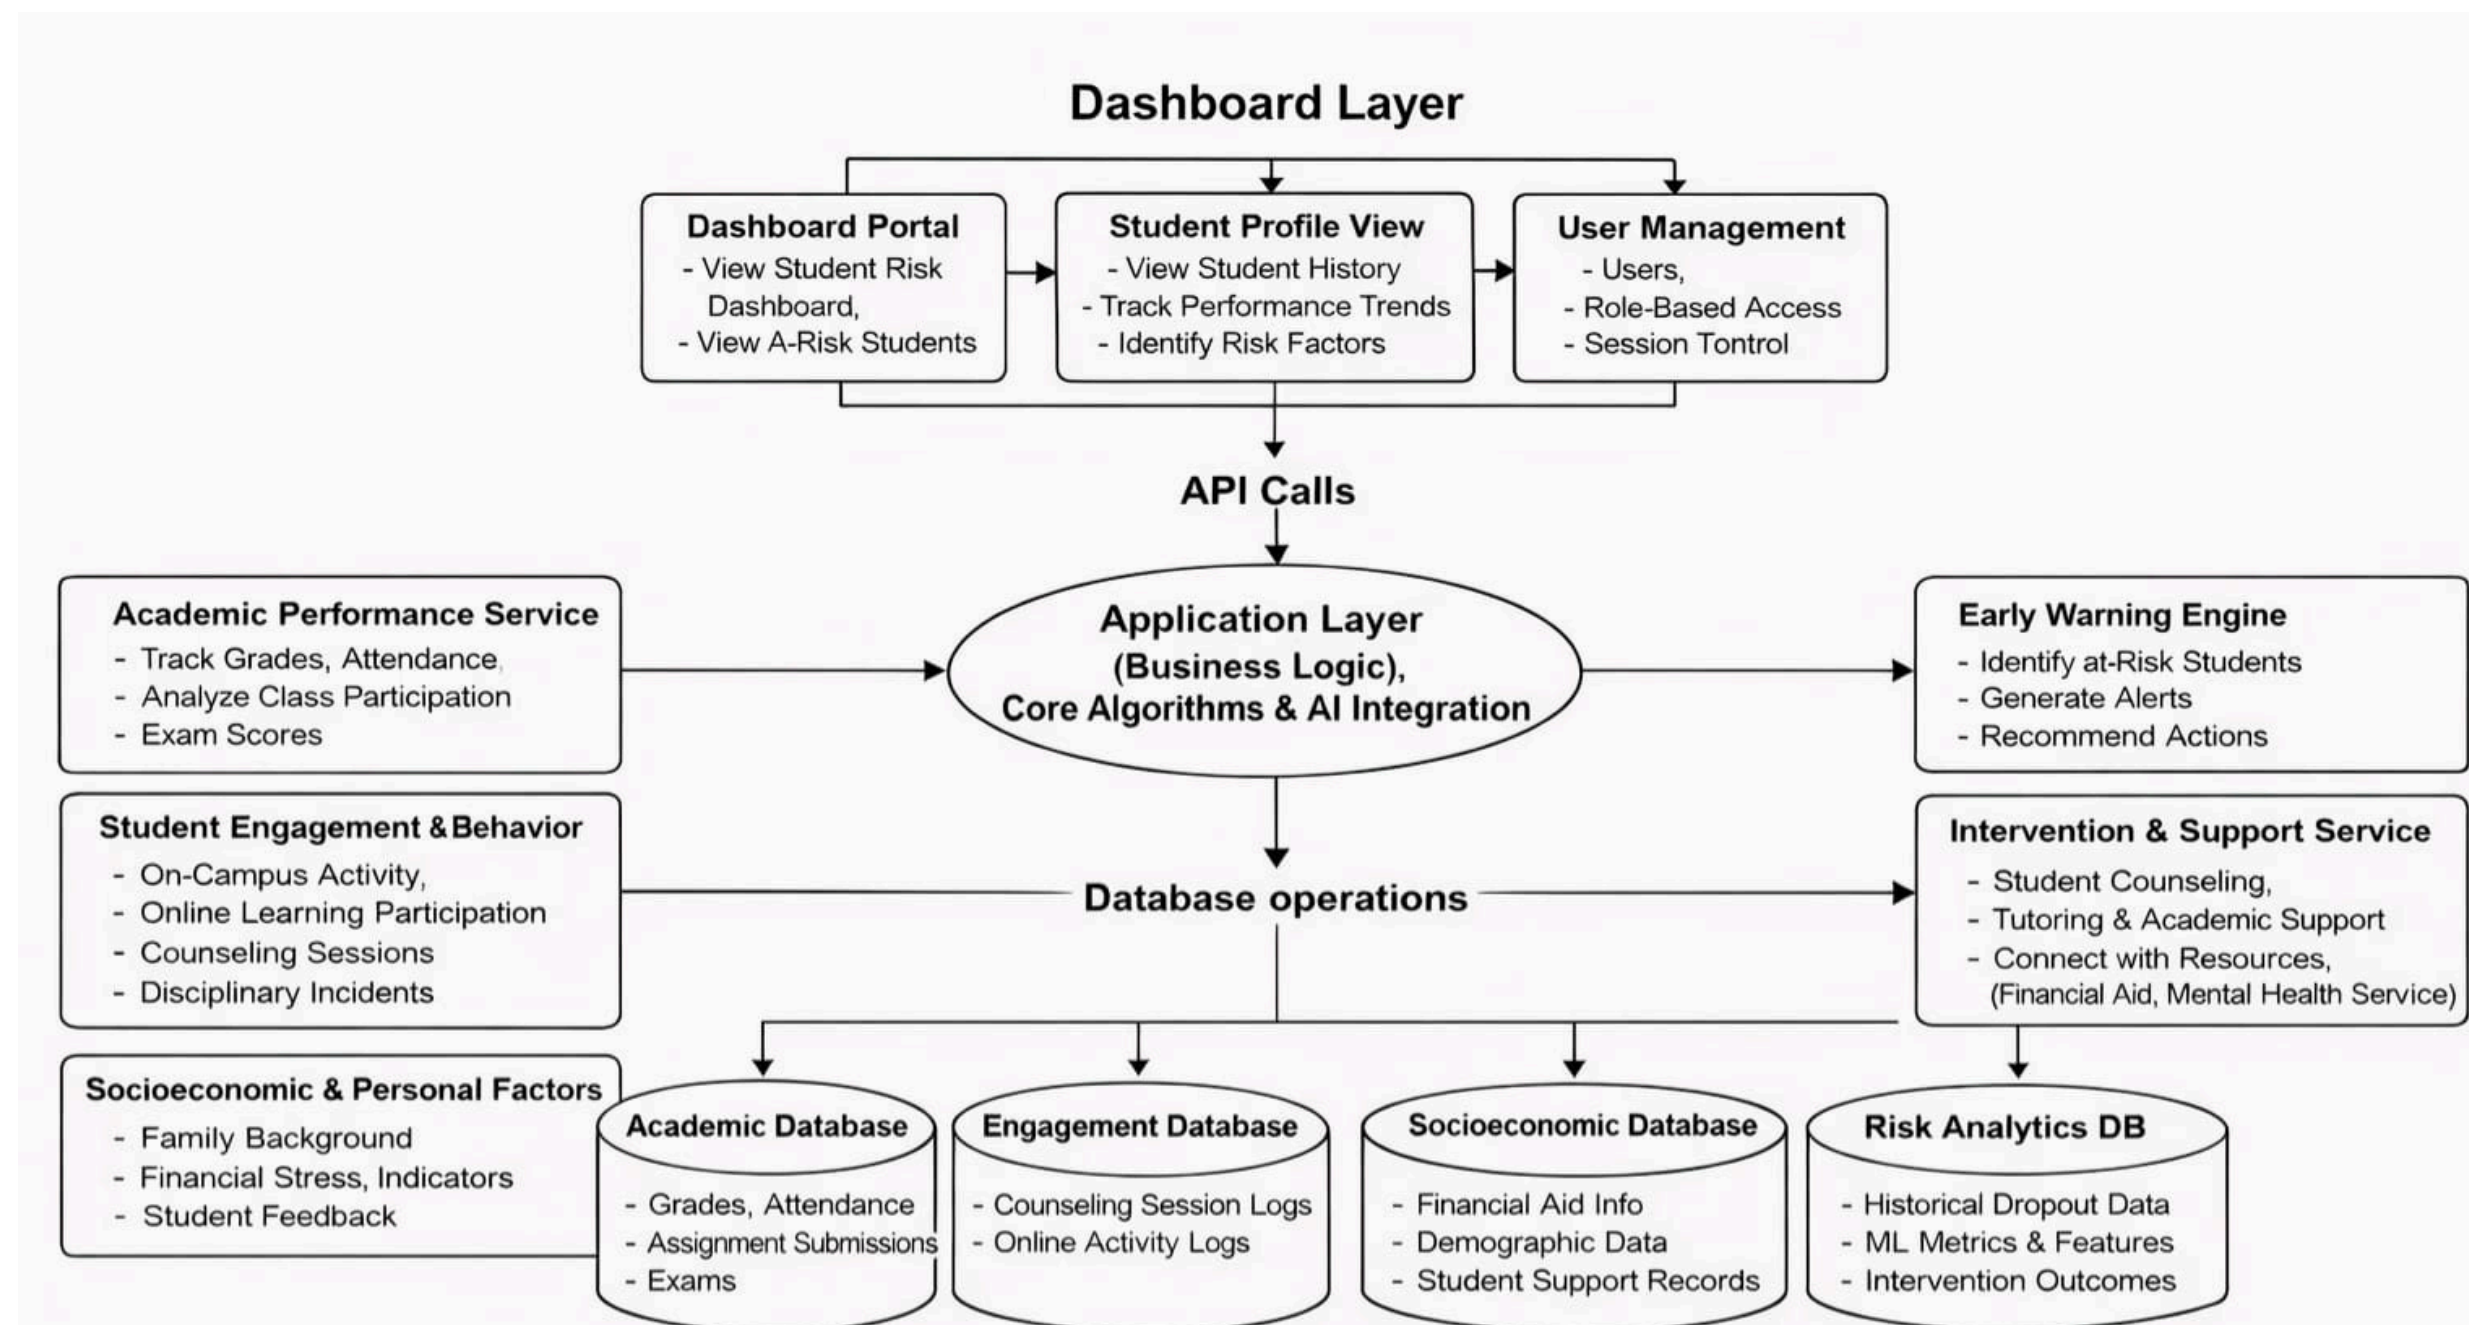 Dashboard Layer
Dashboard Portal
- View Student Risk
Dashboard,
- View A-Risk Students
Student Profile View
- View Student History
- Track Performance Trends
- Identify Risk Factors
User Management
- Users,
- Role-Based Access
- Session Tontrol
API Calls
Academic Performance Service
- Track Grades, Attendance,
- Analyze Class Participation
- Exam Scores
Application Layer
(Business Logic),
Core Algorithms & AI Integration
Early Warning Engine
- Identify at-Risk Students
- Generate Alerts
- Recommend Actions
Student Engagement & Behavior
- On-Campus Activity,
- Online Learning Participation
- Counseling Sessions
- Disciplinary Incidents
Database operations
Intervention & Support Service
- Student Counseling,
- Tutoring & Academic Support
- Connect with Resources,
(Financial Aid, Mental Health Service)
Socioeconomic & Personal Factors
- Family Background
- Financial Stress, Indicators
- Student Feedback
Academic Database
- Grades, Attendance
- Assignment Submissions
- Exams
Engagement Database
- Counseling Session Logs
- Online Activity Logs
Socioeconomic Database
- Financial Aid Info
- Demographic Data
- Student Support Records
Risk Analytics DB
- Historical Dropout Data
- ML Metrics & Features
- Intervention Outcomes